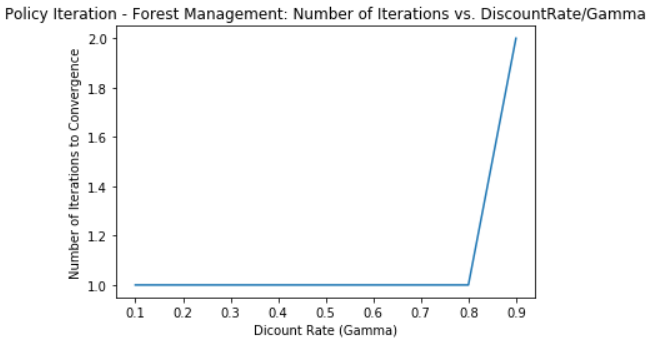 Policy Iteration - Forest Management: Number of Iterations vs. DiscountRate/Gamma
Number of Iterations to Convergence
2.0
1.8
1.6
1.4
1.2
1.0
0.1 0.2 0.3 0.4 0.5 0.6 0.7 0.8 0.9
Dicount Rate (Gamma)